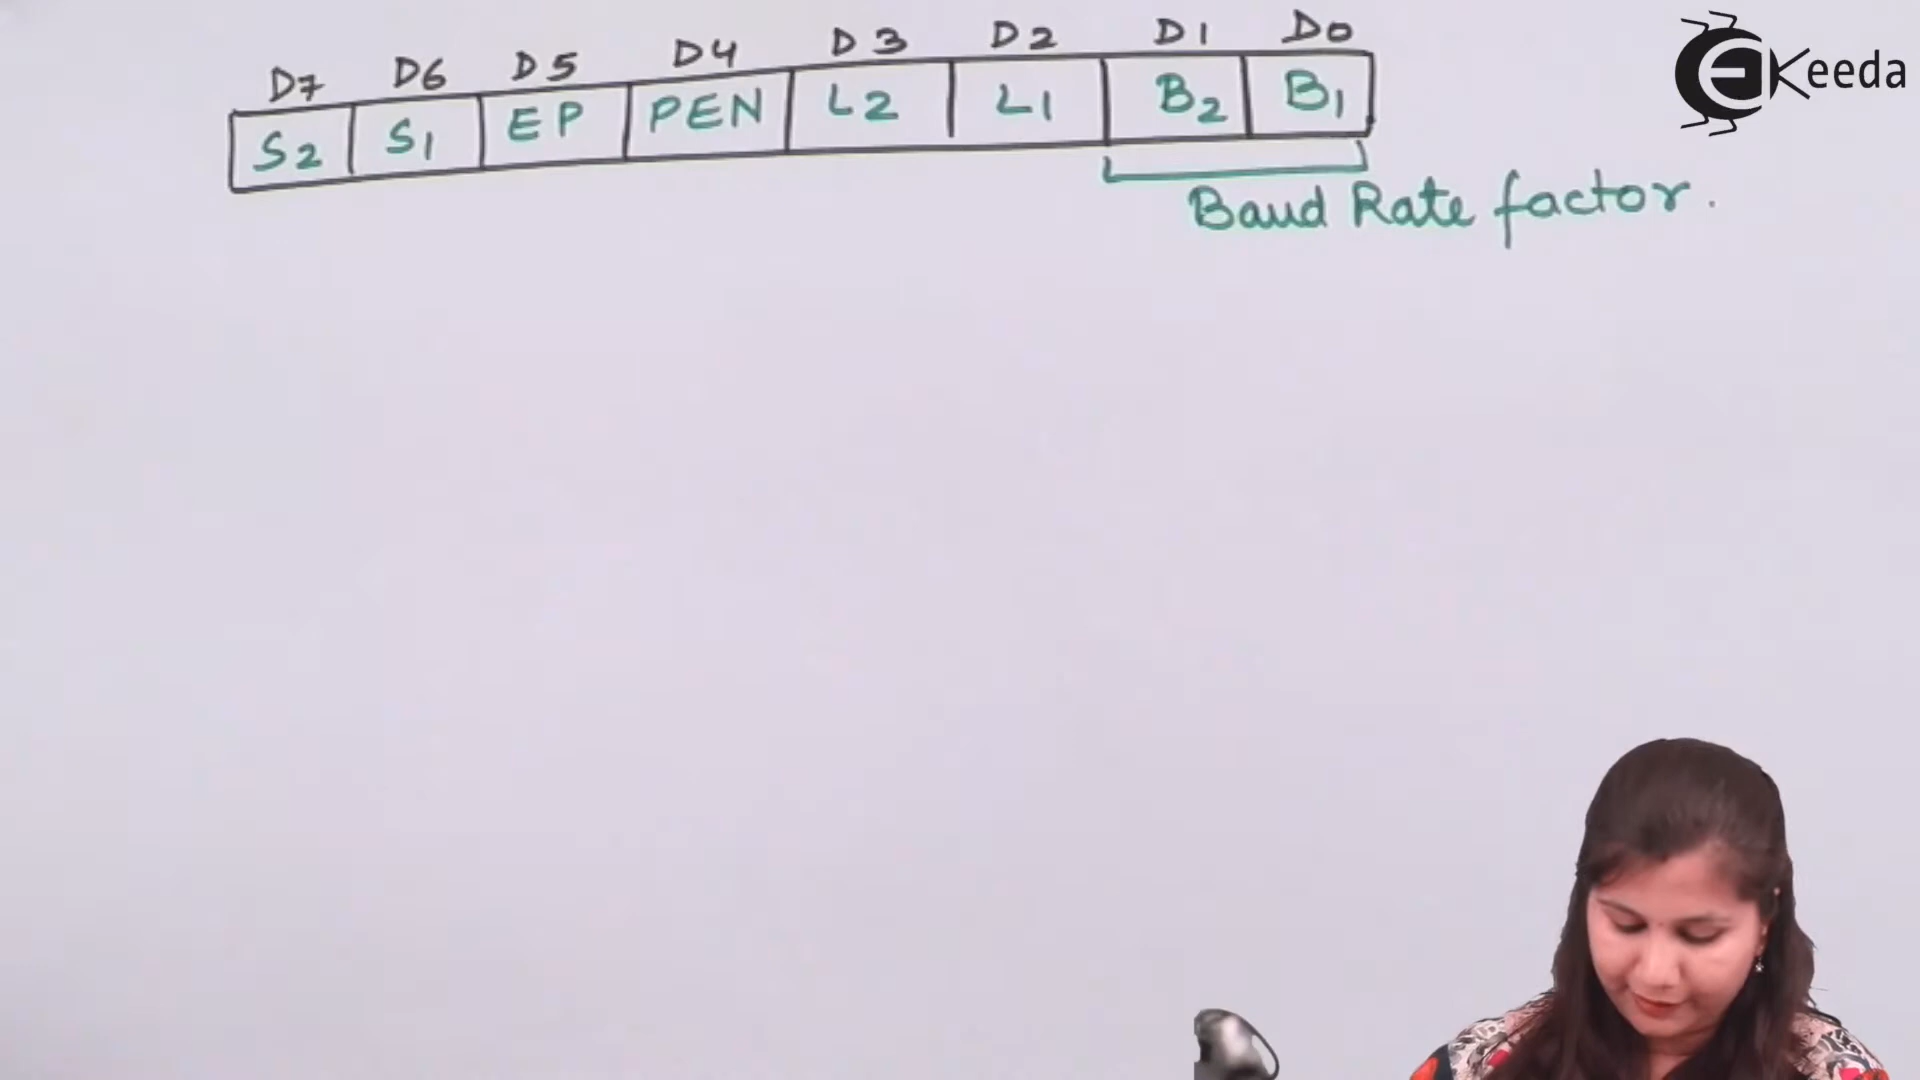 D7 D6 D5 D4 D3 D2 D1 D0
S2 S1 EP PEN L2 L1 B2 B1
Baud Rate factor.
EKeeda